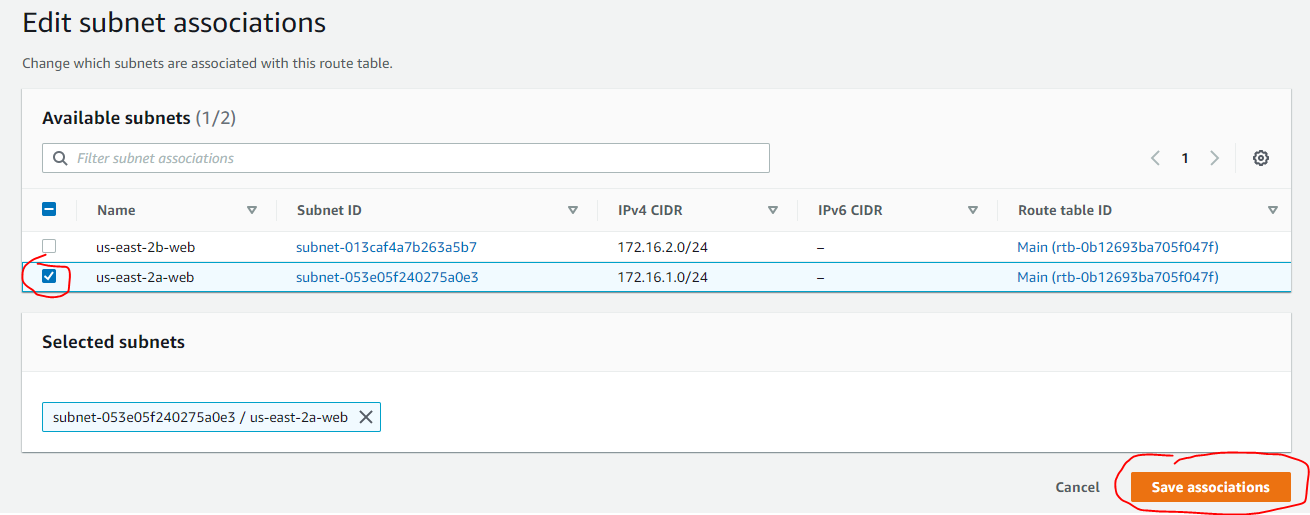 Edit subnet associations
Change which subnets are associated with this route table.
Available subnets (1/2)
Filter subnet associations
1
Name Subnet ID IPv4 CIDR IPv6 CIDR Route table ID
us-east-2b-web subnet-013caf4a7b263a5b7 172.16.2.0/24 – Main (rtb-0b12693ba705f047f)
us-east-2a-web subnet-053e05f240275a0e3 172.16.1.0/24 – Main (rtb-0b12693ba705f047f)
Selected subnets
subnet-053e05f240275a0e3 / us-east-2a-web
Cancel Save associations